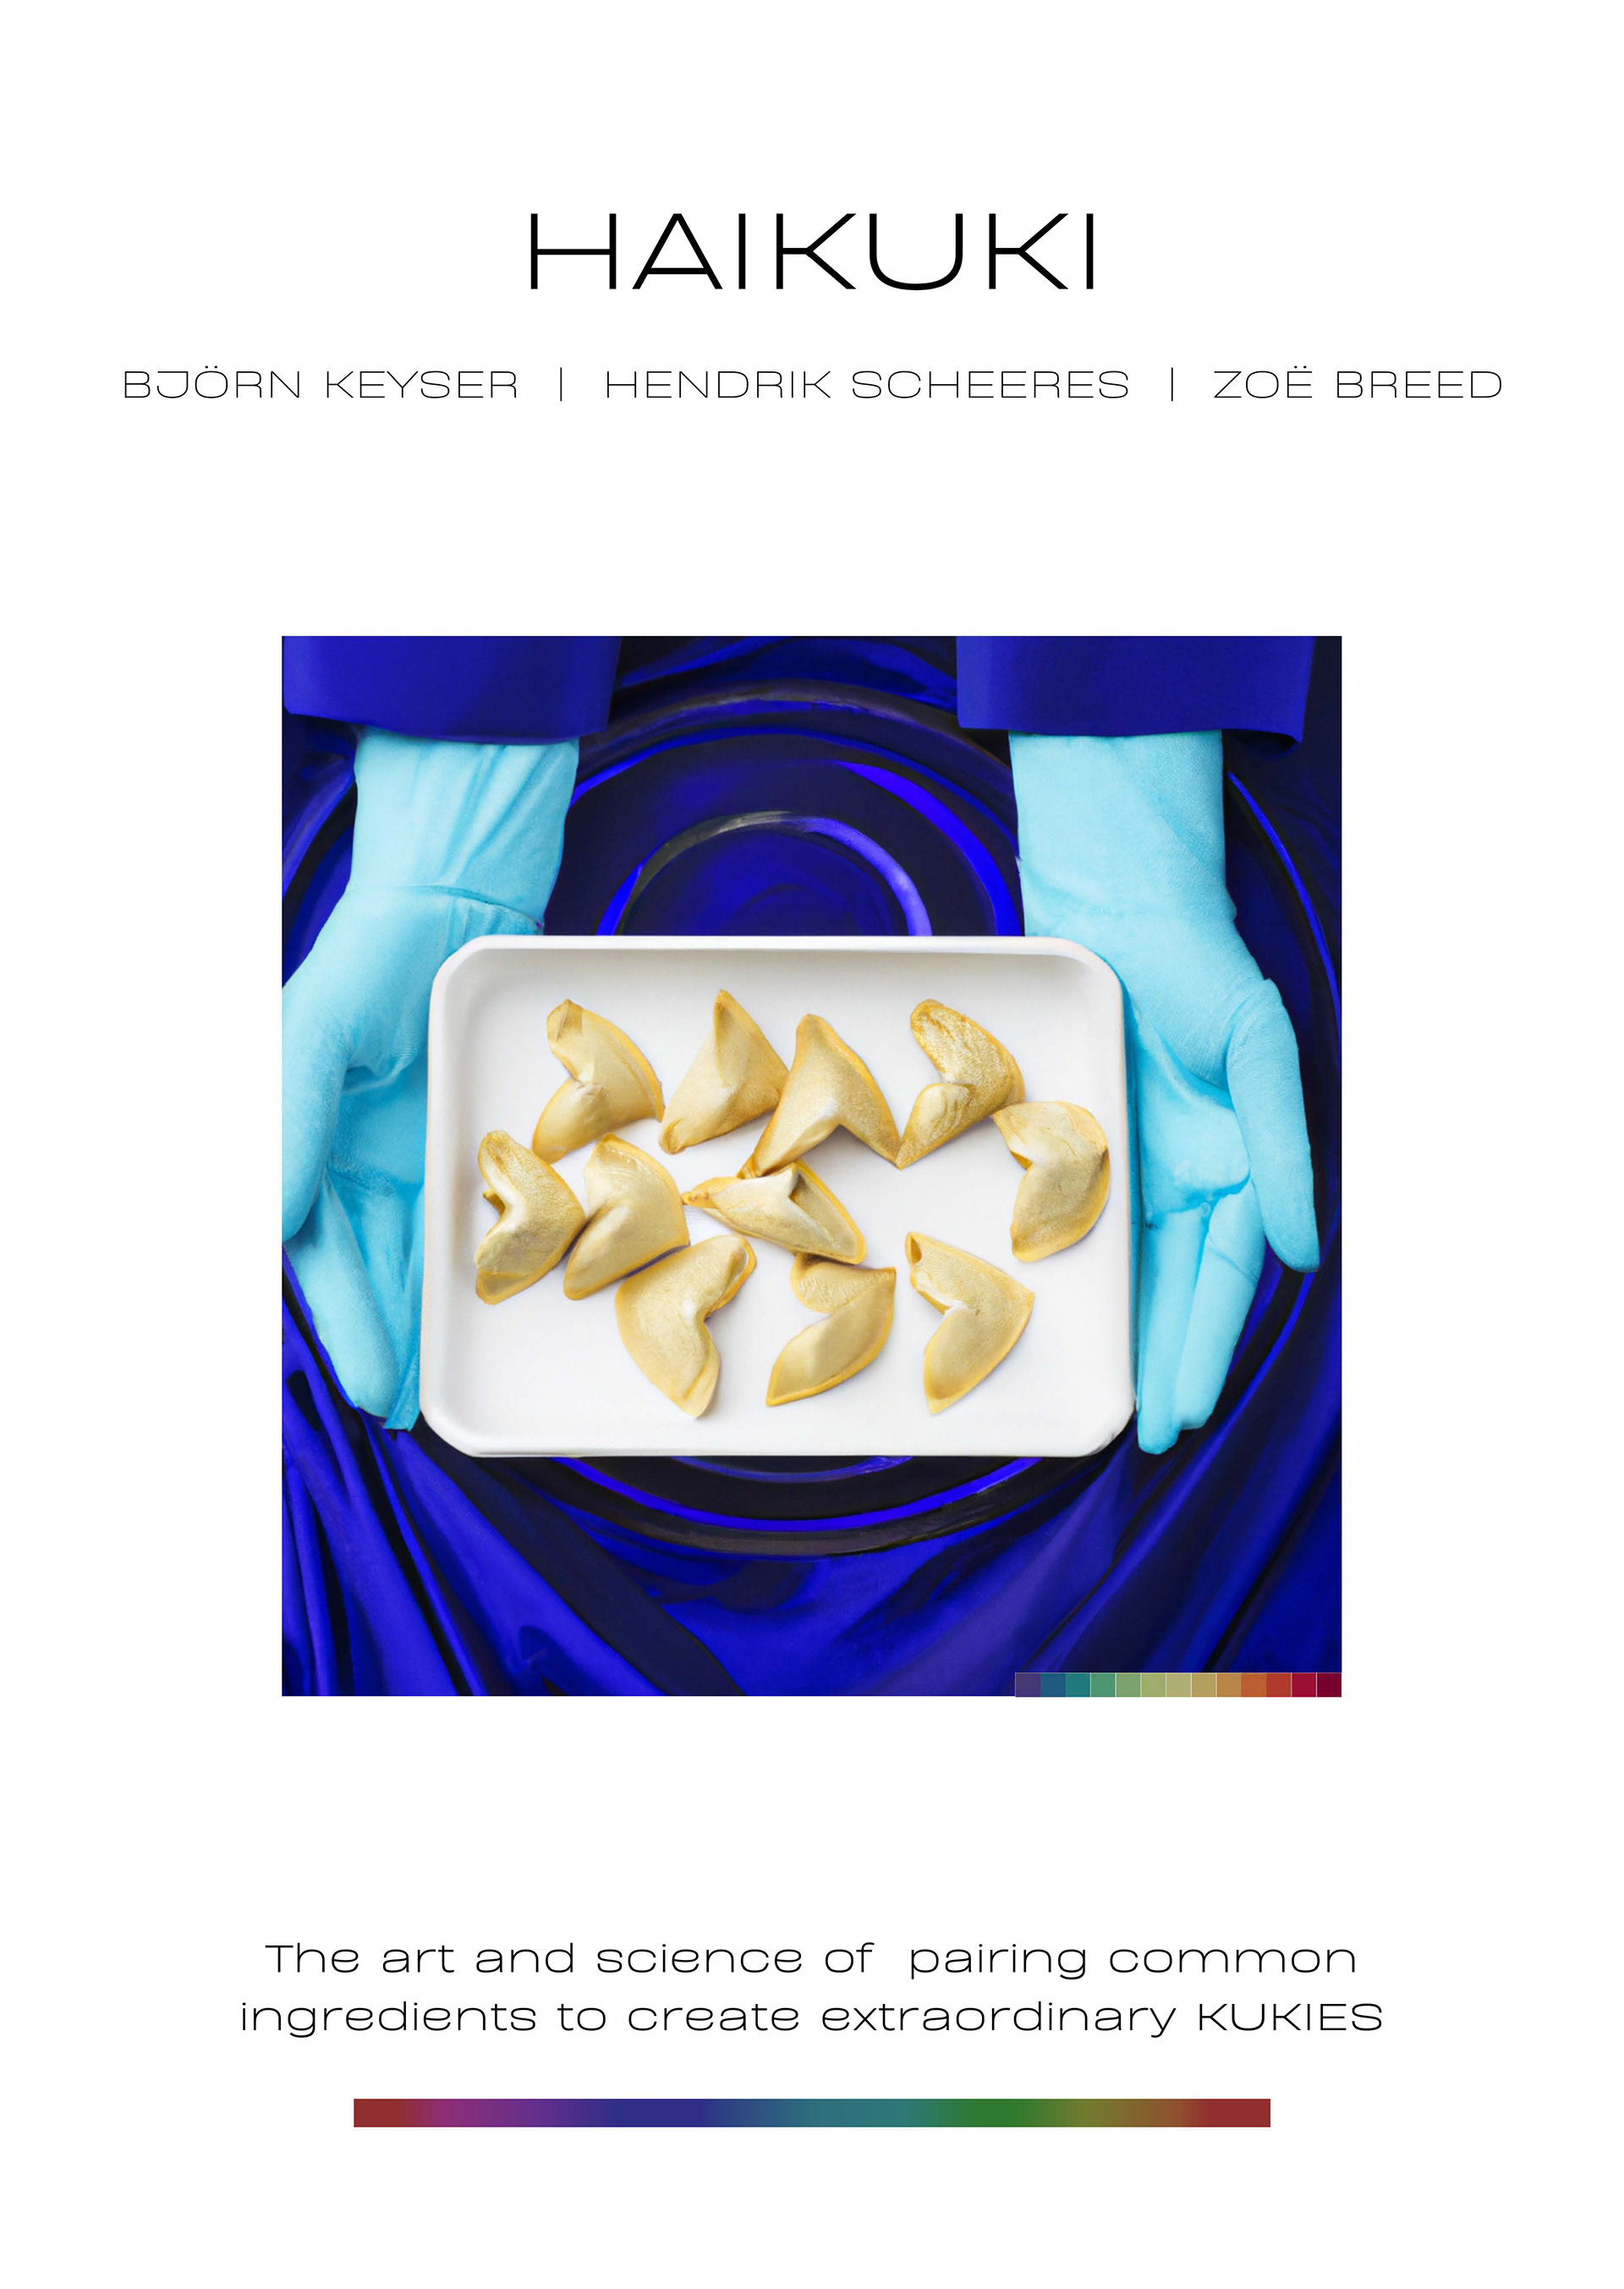 HAIKUKI
BJÖRN KEYSER | HENDRIK SCHEERES | ZOË BREED
The art and science of  pairing common
ingredients to create extraordinary KUKIES